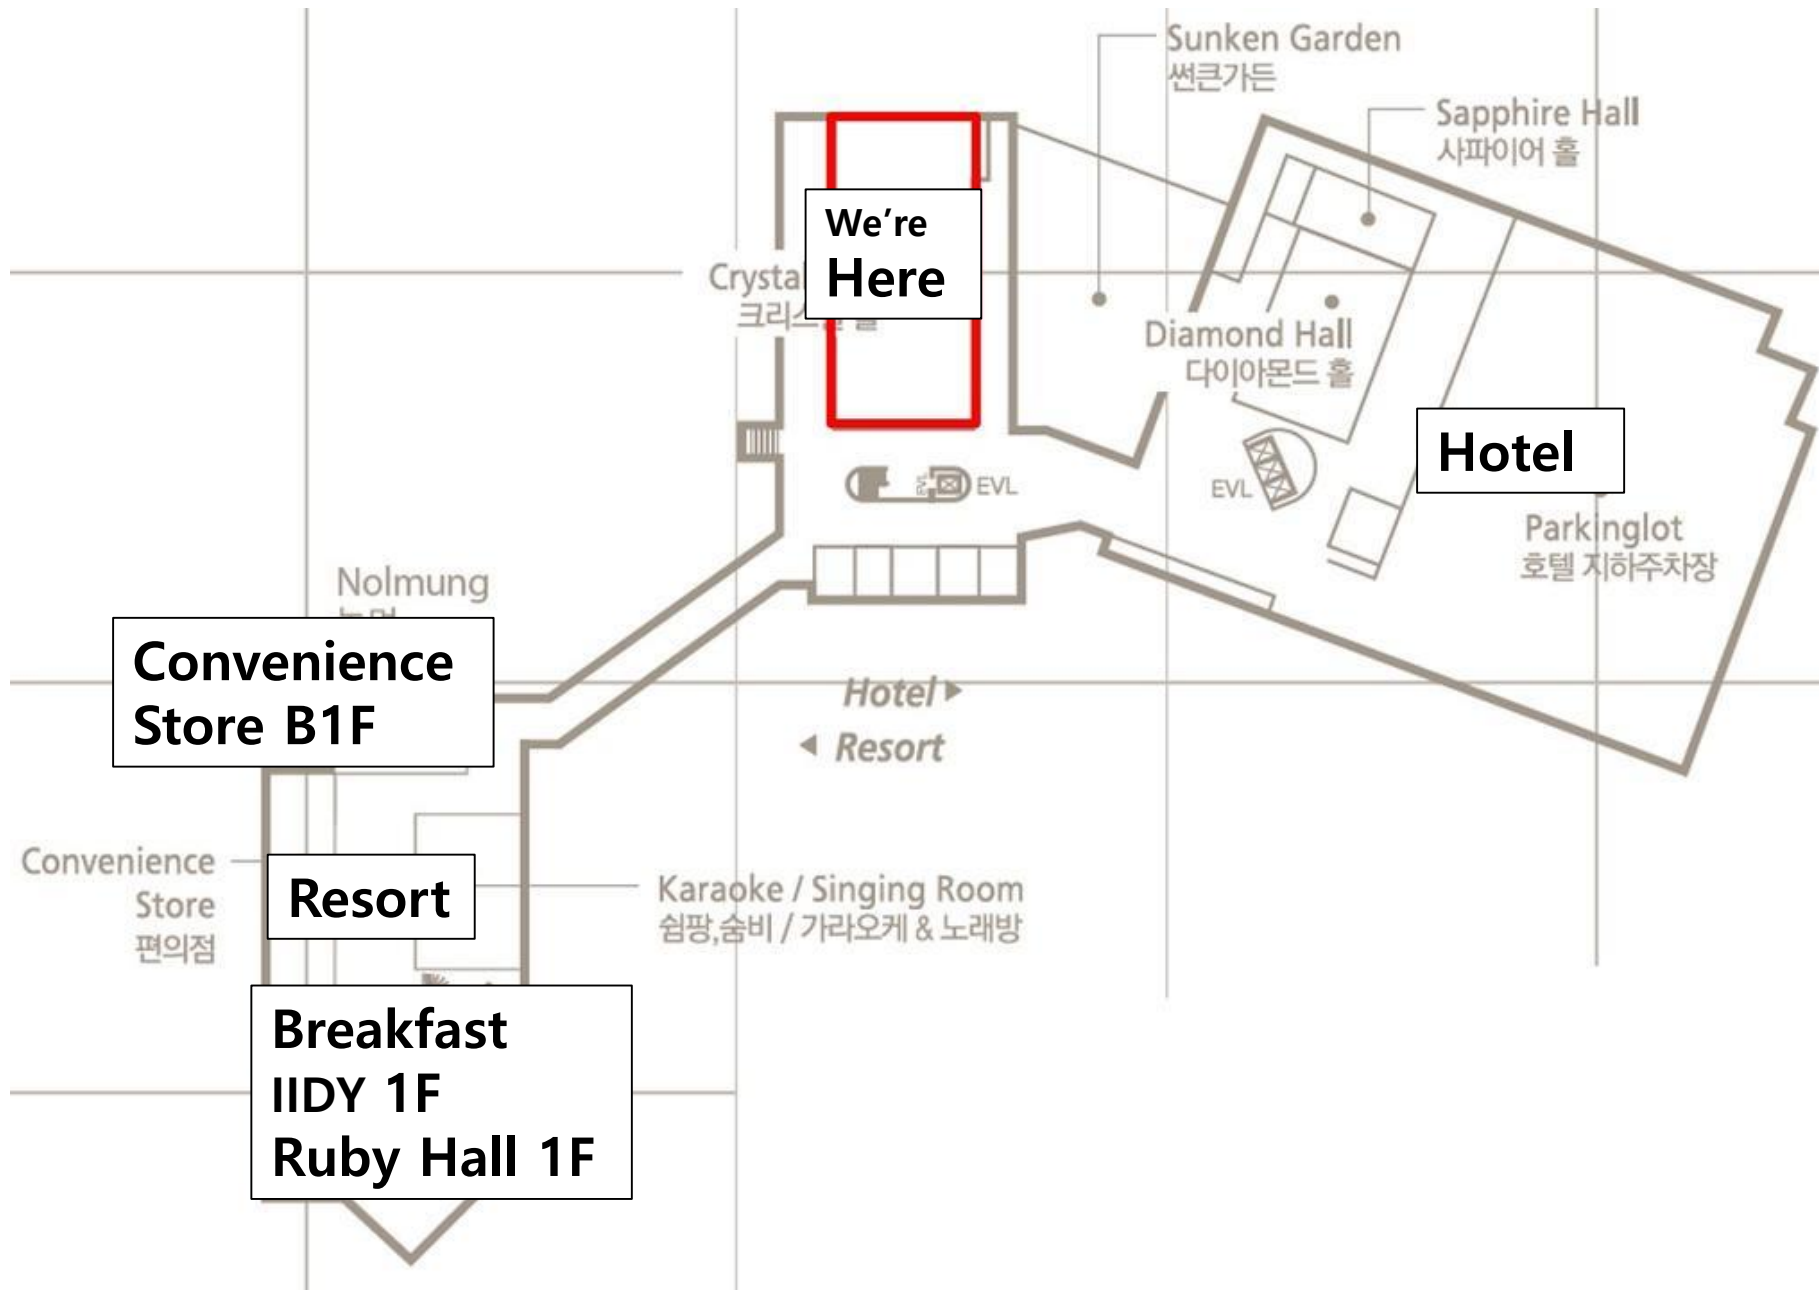 Sunken Garden
썬큰가든
Sapphire Hall
사파이어 홀
We're
Here
Crystal
크리스
홀
Diamond Hall
다이아몬드 홀
Hotel
EVL
EVL
EVL
Parkinglot
호텔 지하주차장
Nolmung
Convenience
Store B1F
Hotel ▶
◀ Resort
Convenience
Store
편의점
Resort
Karaoke / Singing Room
쉼팡,숨비 / 가라오케 & 노래방
Breakfast
IIDY 1F
Ruby Hall 1F